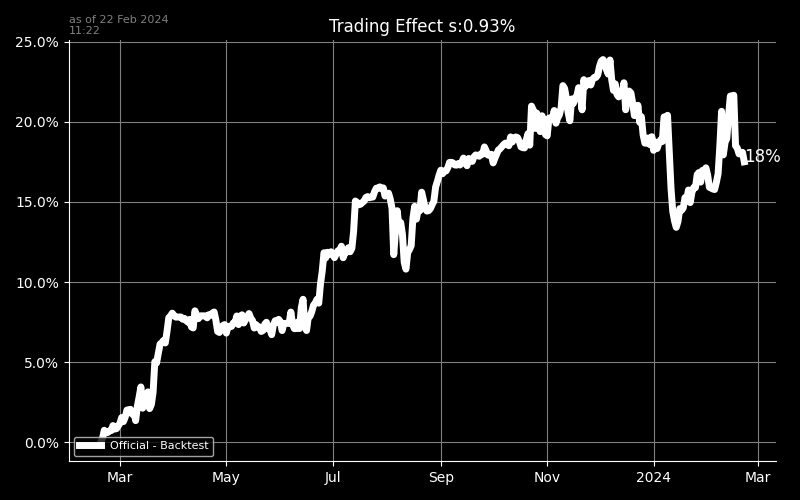 as of 22 Feb 2024
11:22
Trading Effect s:0.93%
25.0%
20.0%
15.0%
10.0%
5.0%
0.0%
18%
Official - Backtest
Mar May Jul Sep Nov 2024 Mar